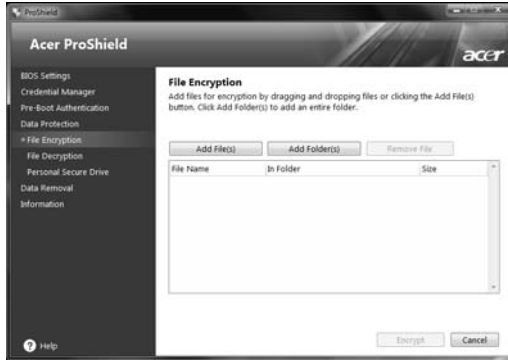 ProShield
Acer ProShield
acer
BIOS Settings
Credential Manager
Pre-Boot Authentication
Data Protection
File Encryption
File Decryption
Personal Secure Drive
Data Removal
Information
Help
File Encryption
Add files for encryption by dragging and dropping files or clicking the Add File(s)
button. Click Add Folder(s) to add an entire folder.
Add File(s) Add Folder(s) Remove File
File Name In Folder Size
Encrypt Cancel